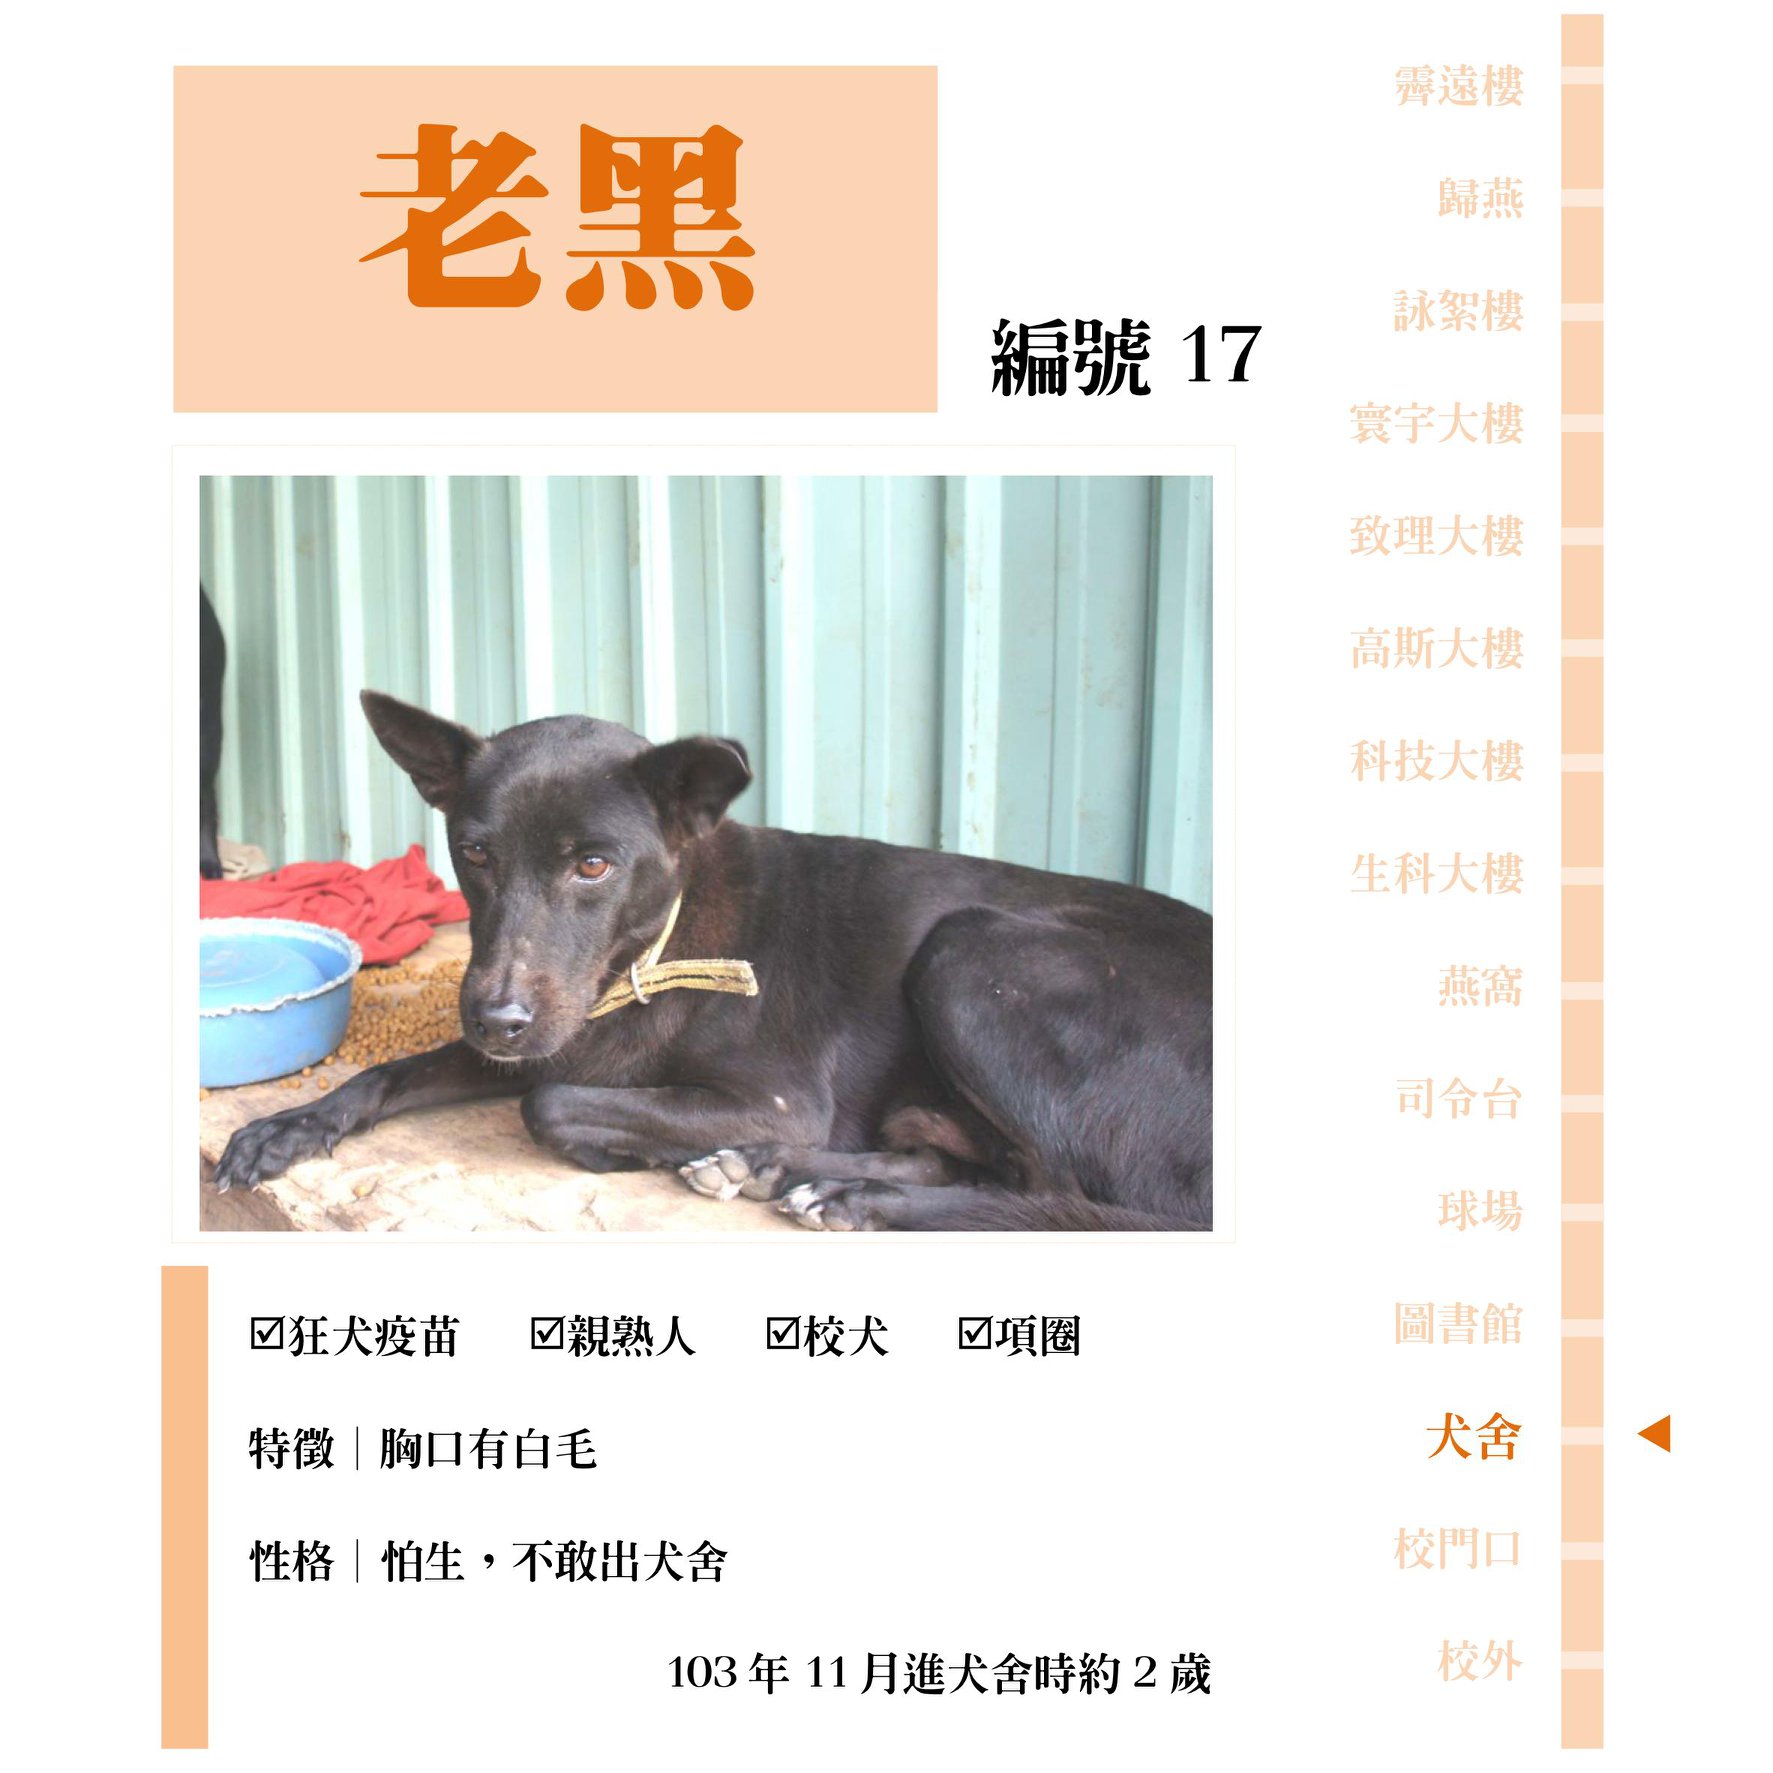 老黑
編號 17
霽遠樓
歸燕
詠絮樓
寰宇大樓
致理大樓
高斯大樓
科技大樓
生科大樓
燕窩
司令台
球場
圖書館
犬舍
校門口
校外
☑狂犬疫苗 ☑親熟人 ☑校犬 ☑項圈
特徵｜胸口有白毛
性格｜怕生，不敢出犬舍
103 年 11 月進犬舍時約 2 歲